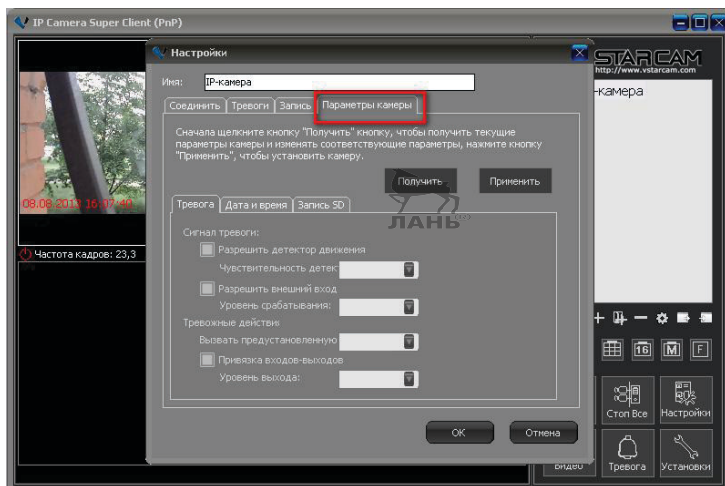 IP Camera Super Client (PnP)
Настройки
STARCAM
http://www.vstarcam.com
Имя: IP-камера
-камера
Соединить Тревоги Запись Параметры камеры
Сначала щелкните кнопку "Получить" кнопку, чтобы получить текущие
параметры камеры и изменять соответствующие параметры, нажмите кнопку
"Применить", чтобы установить камеру.
Получить Применить
08.08.2013 16:37:40
Тревога Дата и время Запись SD
ЛАНЬ
Сигнал тревоги:
Разрешить детектор движения
Частота кадров: 23,3
Чувствительность детек
Разрешить внешний вход
Уровень срабатывания:
Тревожные действия
Вызвать предустановленную
16 M F
Привязка входов-выходов
Уровень выхода:
Стоп Все Настройки
OK Отмена
Видео Тревога Установки